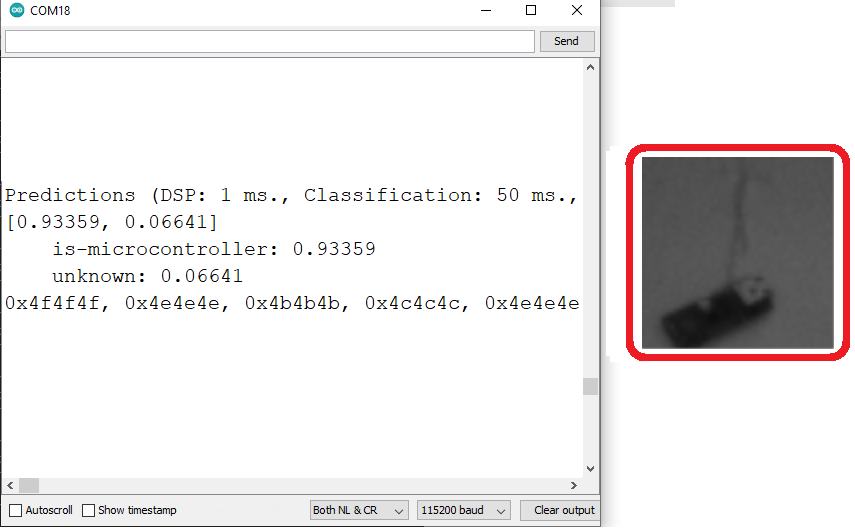 COM18
Send
Predictions (DSP: 1 ms., Classification: 50 ms.,
[0.93359, 0.06641]
is-microcontroller: 0.93359
unknown: 0.06641
0x4f4f4f, 0x4e4e4e, 0x4b4b4b, 0x4c4c4c, 0x4e4e4e
Autoscroll Show timestamp Both NL & CR 115200 baud Clear output